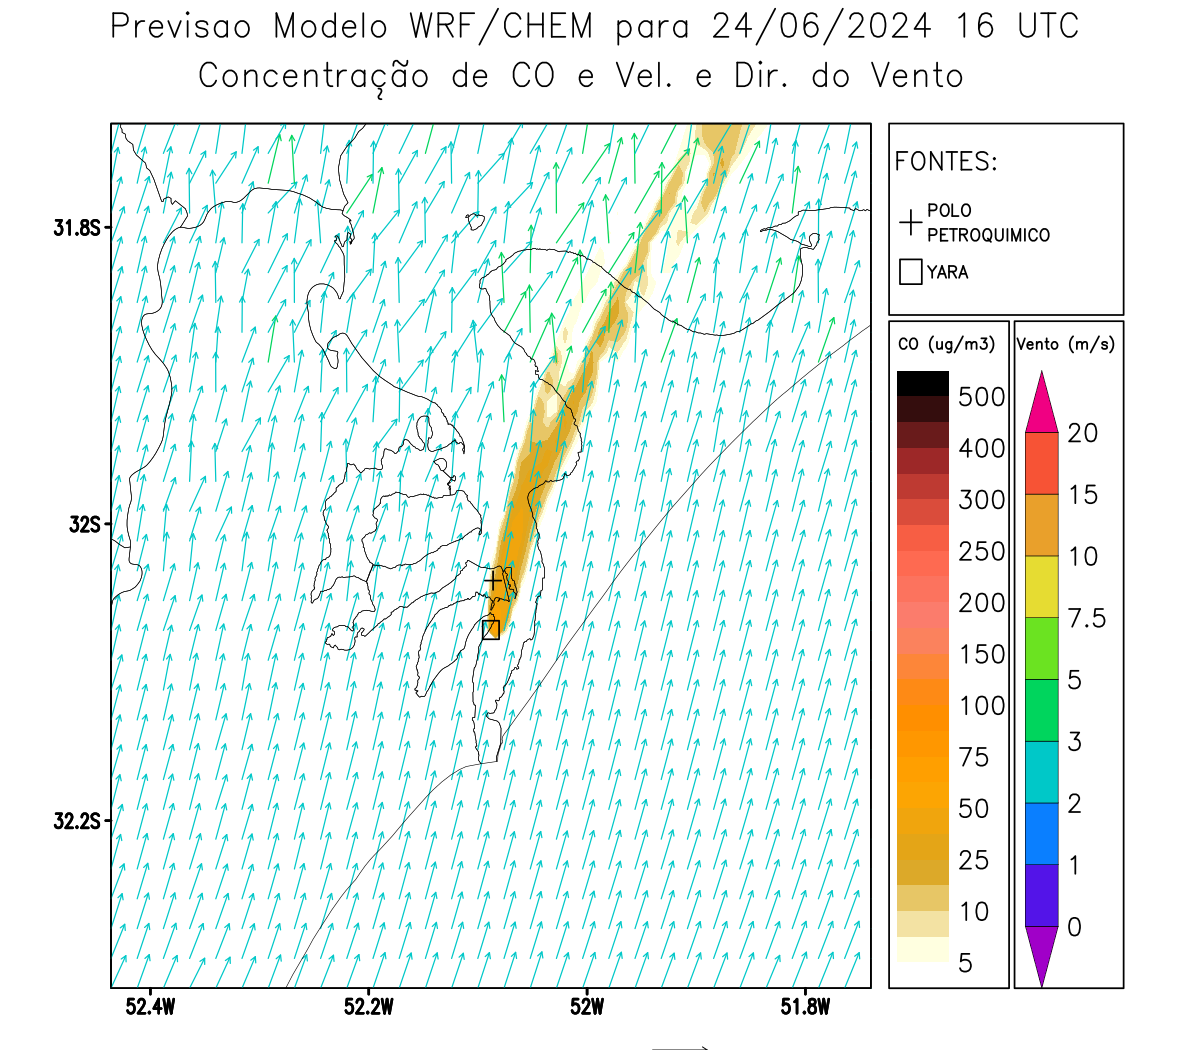 Previsao Modelo WRF/CHEM para 24/06/2024 16 UTC
Concentração de CO e Vel. e Dir. do Vento
FONTES:
POLO
PETROQUIMICO
YARA
31.8S
32S
32.2S
52.4W
52.2W
52W
51.8W
CO (ug/m3)
500
400
300
250
200
150
100
75
50
25
10
5
Vento (m/s)
20
15
10
7.5
5
3
2
1
0